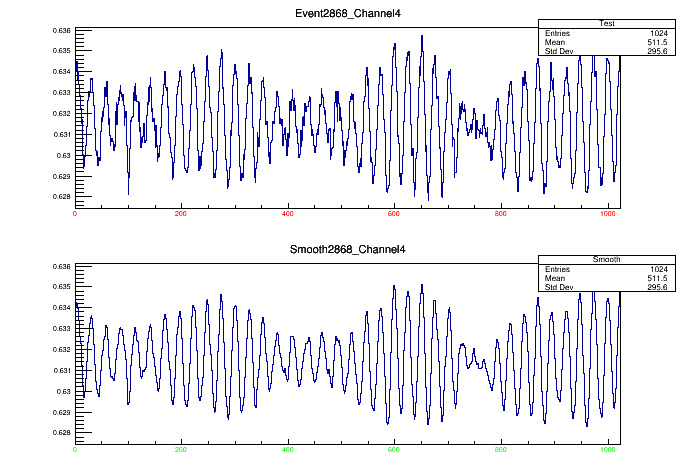 Event2868_Channel4
Test
Entries 1024
Mean 511.5
Std Dev 295.6
0.636
0.635
0.634
0.633
0.632
0.631
0.63
0.629
0.628
0 200 400 600 800 1000
Smooth2868_Channel4
Smooth
Entries 1024
Mean 511.5
Std Dev 295.6
0.636
0.635
0.634
0.633
0.632
0.631
0.63
0.629
0.628
0 200 400 600 800 1000